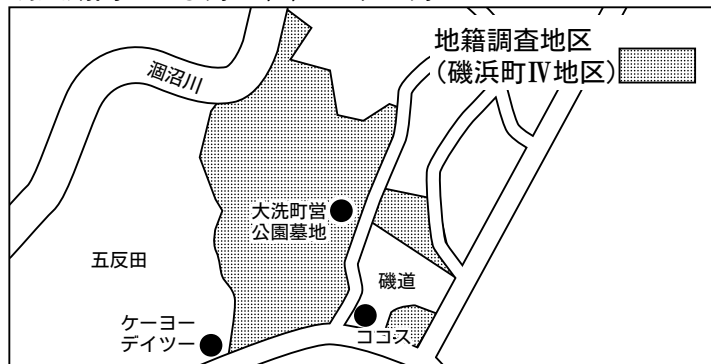 地籍調査地区
（磯浜町Ⅳ地区）
涸沼川
大洗町営
公園墓地
五反田
磯道
ケーヨー
デイツー
ココス